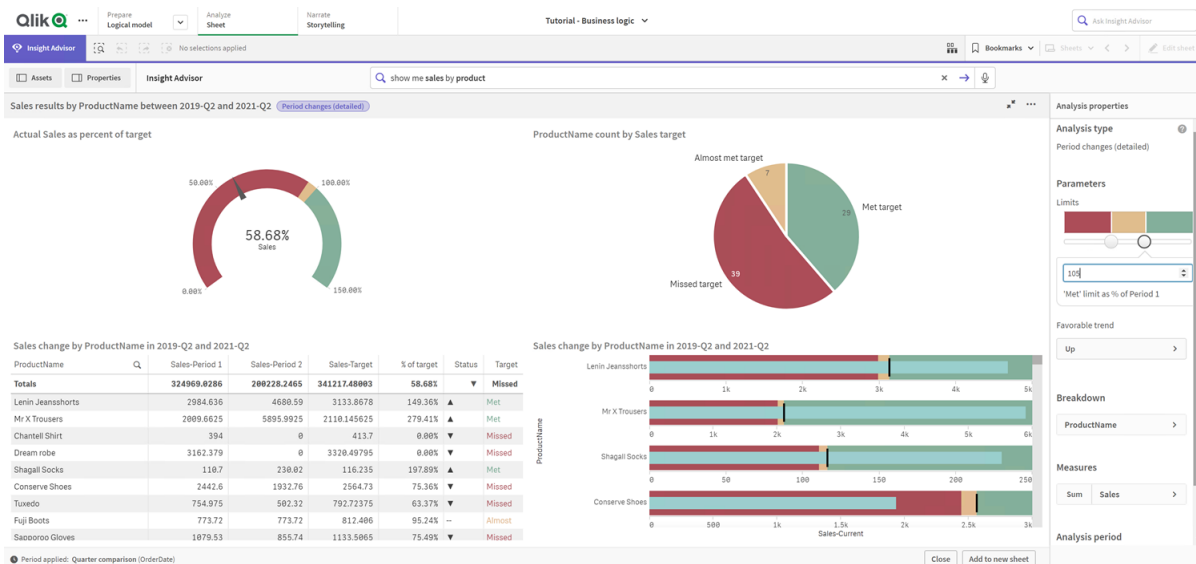 Qlik
Prepare
Logical model
Analyze
Sheet
Narrate
Storytelling
Tutorial - Business logic
Ask Insight Advisor
Insight Advisor
No selections applied
Bookmarks
Sheets
Edit sheet
Assets
Properties
Insight Advisor
show me sales by product
Sales results by ProductName between 2019-Q2 and 2021-Q2 Period changes (detailed)
Analysis properties
Actual Sales as percent of target
50.00%
100.00%
58.68%
Sales
0.00%
150.00%
ProductName count by Sales target
Almost met target
7
29
Met target
39
Missed target
Analysis type
Period changes (detailed)
Parameters
Limits
105
'Met' limit as % of Period 1
Favorable trend
Up
Breakdown
ProductName
Measures
Sum Sales
Analysis period
Sales change by ProductName in 2019-Q2 and 2021-Q2
ProductName Sales-Period 1 Sales-Period 2 Sales-Target % of target Status Target
Totals 324969.0286 200228.2465 341217.48003 58.68% ▼ Missed
Lenin Jeansshorts 2984.636 4680.59 3133.8678 149.36% ▲ Met
Mr X Trousers 2009.6625 5895.9925 2110.145625 279.41% ▲ Met
Chantell Shirt 394 0 413.7 0.00% ▼ Missed
Dream robe 3162.379 0 3320.49795 0.00% ▼ Missed
Shagall Socks 110.7 230.02 116.235 197.89% ▲ Met
Conserve Shoes 2442.6 1932.76 2564.73 75.36% ▼ Missed
Tuxedo 754.975 502.32 792.72375 63.37% ▼ Missed
Fuji Boots 773.72 773.72 812.406 95.24% -- Almost
Sapporoo Gloves 1079.53 855.74 1133.5065 75.49% ▼ Missed
Sales change by ProductName in 2019-Q2 and 2021-Q2
ProductName
Lenin Jeansshorts
0 1k 2k 3k 4k 5k
Mr X Trousers
0 1k 2k 3k 4k 5k 6k
Shagall Socks
0 50 100 150 200 250
Conserve Shoes
0 500 1k 1.5k 2k 2.5k 3k
Sales-Current
Period applied: Quarter comparison (OrderDate)
Close
Add to new sheet